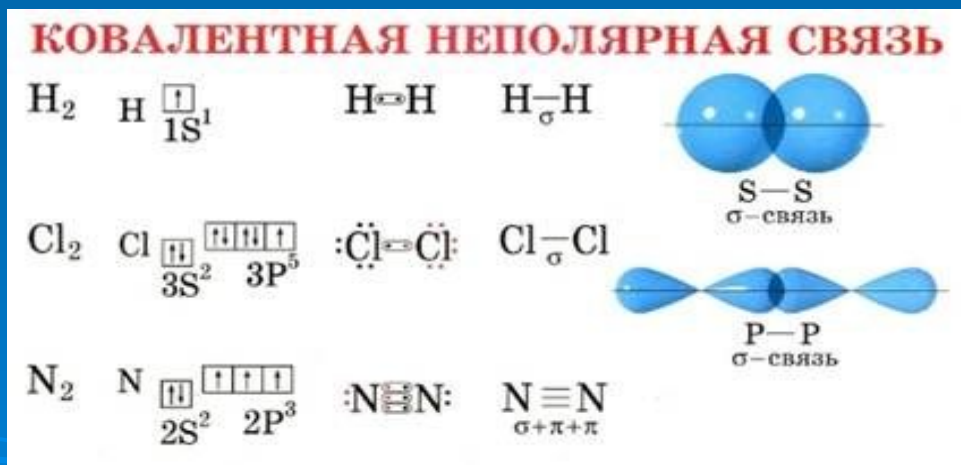 КОВАЛЕНТНАЯ НЕПОЛЯРНАЯ СВЯЗЬ
H₂ H ↑ H H H—H
1S¹ σ
S—S
σ–связь
Cl₂ Cl ↑↓ ↑↓ ↑↓ ↑ :Cl Cl: Cl—Cl
3S² 3P⁵ σ
P—P
σ–связь
N₂ N ↑↓ ↑ ↑ ↑ :N N: N≡N
2S² 2P³ σ+π+π